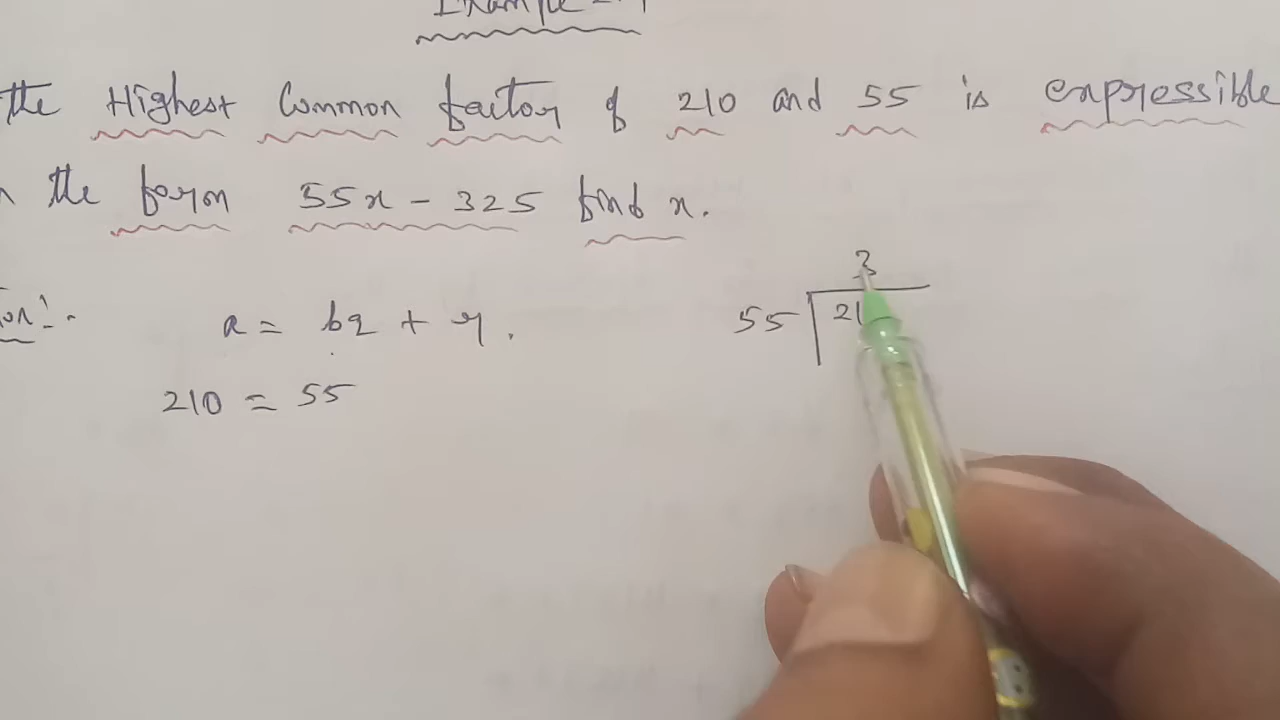 Example
the Highest Common factor of 210 and 55 is expressible
the form 55x - 325 find x.
a = bq + r.
210 = 55
3
55 21